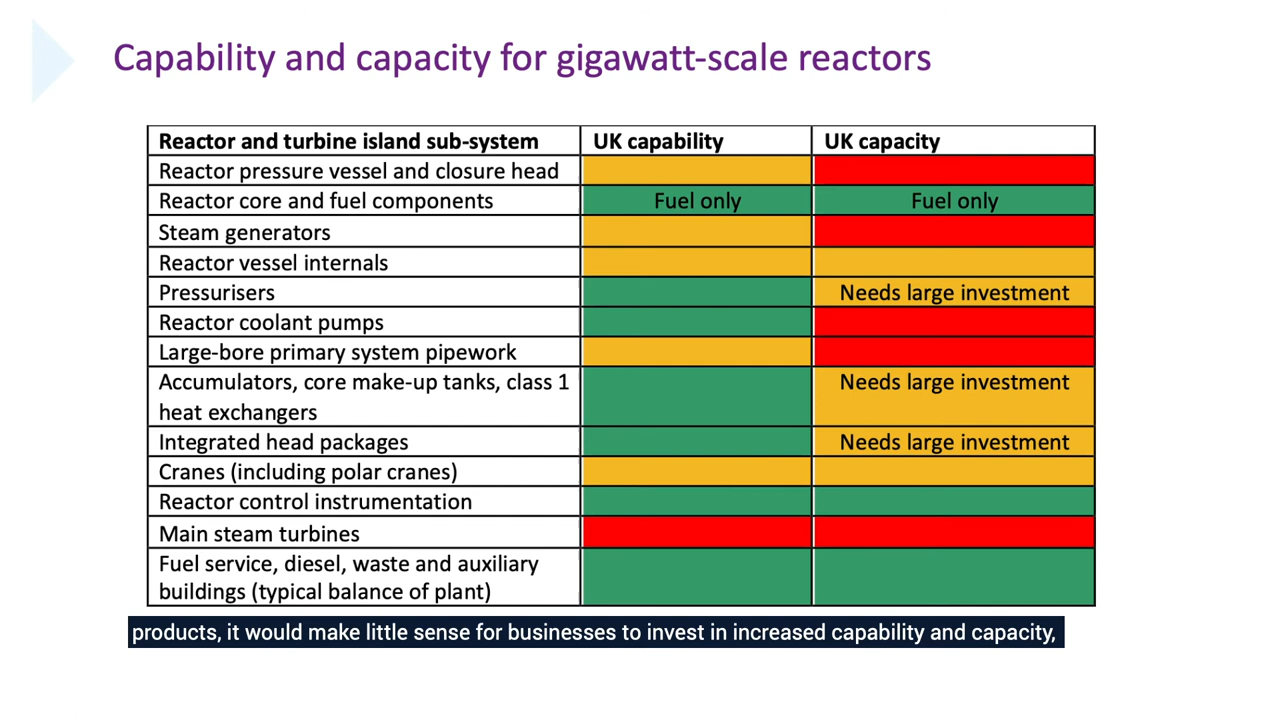 Capability and capacity for gigawatt-scale reactors
Reactor and turbine island sub-system UK capability UK capacity
Reactor pressure vessel and closure head
Reactor core and fuel components Fuel only Fuel only
Steam generators
Reactor vessel internals
Pressurisers Needs large investment
Reactor coolant pumps
Large-bore primary system pipework
Accumulators, core make-up tanks, class 1 Needs large investment
heat exchangers
Integrated head packages Needs large investment
Cranes (including polar cranes)
Reactor control instrumentation
Main steam turbines
Fuel service, diesel, waste and auxiliary
buildings (typical balance of plant)
products, it would make little sense for businesses to invest in increased capability and capacity,